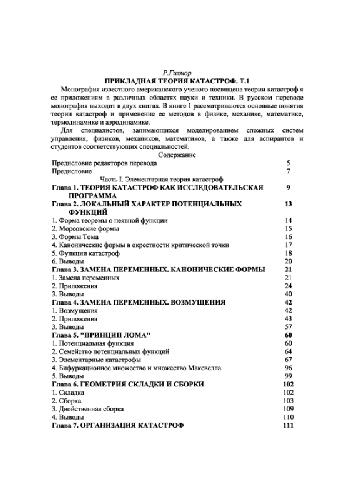 Р.Гилмор
ПРИКЛАДНАЯ ТЕОРИЯ КАТАСТРОФ. Т.1
Монография известного американского ученого посвящена теории катастроф и
ее приложениям в различных областях науки и техники. В русском переводе
монография выходит в двух книгах. В книге 1 рассматриваются основные понятия
теории катастроф и применение ее методов в физике, механике, математике,
термодинамике и аэродинамике.
Для специалистов, занимающихся моделированием сложных систем
управления, физиков, механиков, математиков, а также для аспирантов и
студентов соответствующих специальностей.
Содержание
Предисловие редакторов перевода 5
Предисловие 7
Часть I. Элементарная теория катастроф
Глава 1. ТЕОРИЯ КАТАСТРОФ КАК ИССЛЕДОВАТЕЛЬСКАЯ 9
ПРОГРАММА
Глава 2. ЛОКАЛЬНЫЙ ХАРАКТЕР ПОТЕНЦИАЛЬНЫХ 13
ФУНКЦИЙ
1. Форма теоремы о неявной функции 14
2. Морсовские формы 15
3. Формы Тома 16
4. Канонические формы в окрестности критической точки 17
5. Функции катастроф 18
6. Выводы 20
Глава 3. ЗАМЕНА ПЕРЕМЕННЫХ. КАНОНИЧЕСКИЕ ФОРМЫ 21
1. Замена переменных 21
2. Приложения 24
3. Выводы 40
Глава 4. ЗАМЕНА ПЕРЕМЕННЫХ. ВОЗМУЩЕНИЯ 42
1. Возмущения 42
2. Приложения 43
3. Выводы 57
Глава 5. "ПРИНЦИП ЛОМА" 60
1. Потенциальная функция 60
2. Семейство потенциальных функций 64
3. Элементарные катастрофы 67
4. Бифуркационное множество и множество Максвелла 96
5. Выводы 99
Глава 6. ГЕОМЕТРИЯ СКЛАДКИ И СБОРКИ 102
1. Складка 102
2. Сборка 103
3. Двойственная сборка 109
4. Выводы 110
Глава 7. ОРГАНИЗАЦИЯ КАТАСТРОФ 111